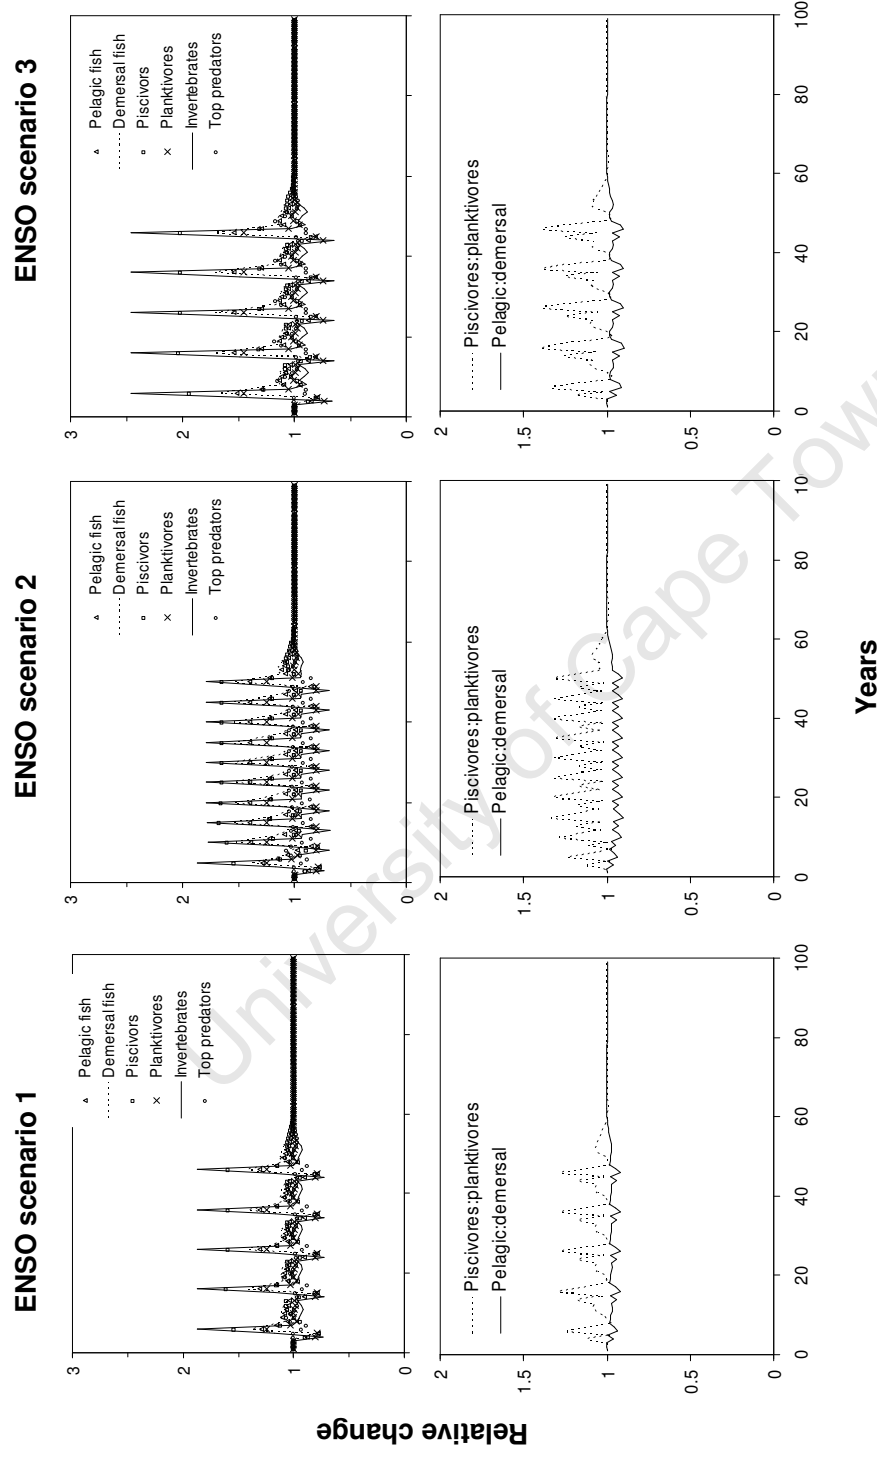 ENSO scenario 1
3
2
1
0
Pelagic fish
Demersal fish
Piscivors
Planktivores
Invertebrates
Top predators
2
1.5
1
0.5
0
Piscivores:planktivores
Pelagic:demersal
0
20
40
60
80
100
ENSO scenario 2
3
2
1
0
Pelagic fish
Demersal fish
Piscivors
Planktivores
Invertebrates
Top predators
2
1.5
1
0.5
0
Piscivores:planktivores
Pelagic:demersal
0
20
40
60
80
10
ENSO scenario 3
3
2
1
0
Pelagic fish
Demersal fish
Piscivors
Planktivores
Invertebrates
Top predators
2
1.5
1
0.5
0
Piscivores:planktivores
Pelagic:demersal
0
20
40
60
80
100
Relative change
Years
University of Cape Town